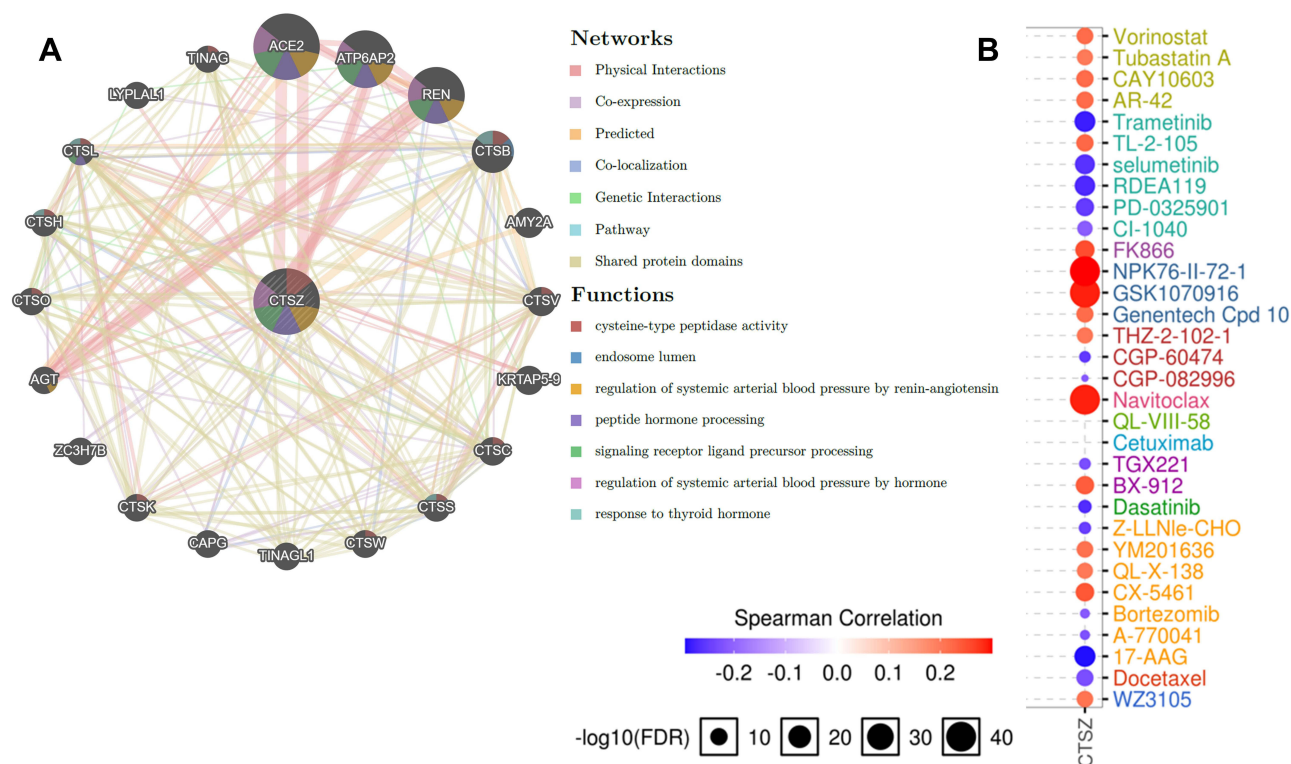 A
ACE2
ATP6AP2
REN
TINAG
LYPLAL1
CTSL
CTSB
CTSH
AMY2A
CTSO
CTSZ
CTSV
AGT
KRTAP5-9
ZC3H7B
CTSC
CTSK
CTSS
CAPG
TINAGL1
CTSW
Networks
Physical Interactions
Co-expression
Predicted
Co-localization
Genetic Interactions
Pathway
Shared protein domains
Functions
cysteine-type peptidase activity
endosome lumen
regulation of systemic arterial blood pressure by renin-angiotensin
peptide hormone processing
signaling receptor ligand precursor processing
regulation of systemic arterial blood pressure by hormone
response to thyroid hormone
B
Vorinostat
Tubastatin A
CAY10603
AR-42
Trametinib
TL-2-105
selumetinib
RDEA119
PD-0325901
CI-1040
FK866
NPK76-II-72-1
GSK1070916
Genentech Cpd 10
THZ-2-102-1
CGP-60474
CGP-082996
Navitoclax
QL-VIII-58
Cetuximab
TGX221
BX-912
Dasatinib
Z-LLNle-CHO
YM201636
QL-X-138
CX-5461
Bortezomib
A-770041
17-AAG
Docetaxel
WZ3105
CTSZ
Spearman Correlation
-0.2 -0.1 0.0 0.1 0.2
-log10(FDR) 10 20 30 40